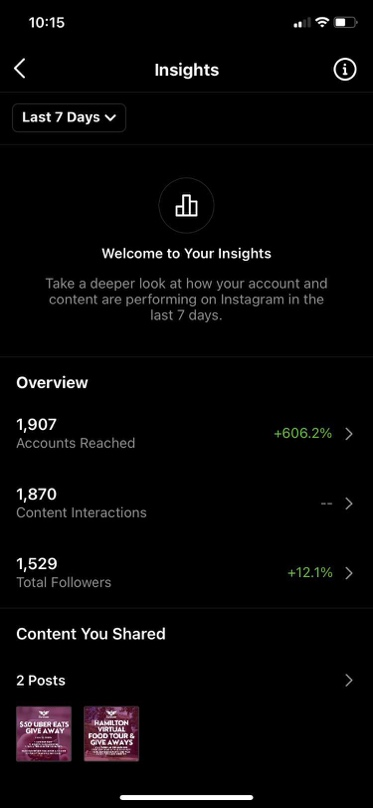 10:15
Insights
Last 7 Days
Welcome to Your Insights
Take a deeper look at how your account and
content are performing on Instagram in the
last 7 days.
Overview
1,907
Accounts Reached
+606.2%
1,870
Content Interactions
--
1,529
Total Followers
+12.1%
Content You Shared
2 Posts
$50 UBER EATS
GIVE AWAY
HAMILTON
VIRTUAL
FOOD TOUR &
GIVE AWAYS